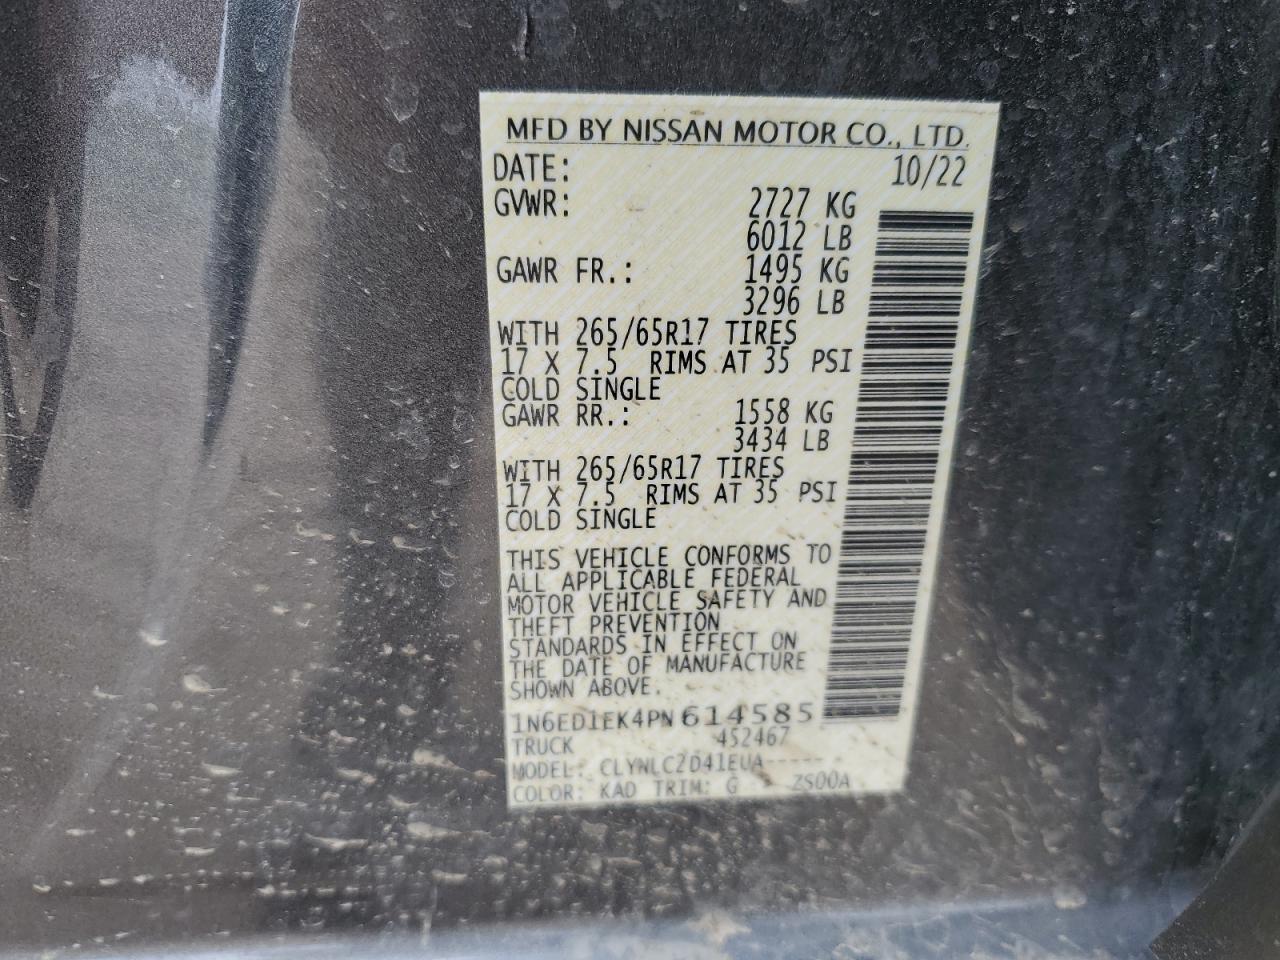 MFD BY NISSAN MOTOR CO., LTD.
DATE: 10/22
GVWR: 2727 KG
6012 LB
GAWR FR.: 1495 KG
3296 LB
WITH 265/65R17 TIRES
17 X 7.5 RIMS AT 35 PSI
COLD SINGLE
GAWR RR.: 1558 KG
3434 LB
WITH 265/65R17 TIRES
17 X 7.5 RIMS AT 35 PSI
COLD SINGLE
THIS VEHICLE CONFORMS TO
ALL APPLICABLE FEDERAL
MOTOR VEHICLE SAFETY AND
THEFT PREVENTION
STANDARDS IN EFFECT ON
THE DATE OF MANUFACTURE
SHOWN ABOVE.
1N6ED1EK4PN614585
TRUCK 452467
MODEL: CLYNLC2D41EUA-----
COLOR: KAD TRIM: G ZS00A